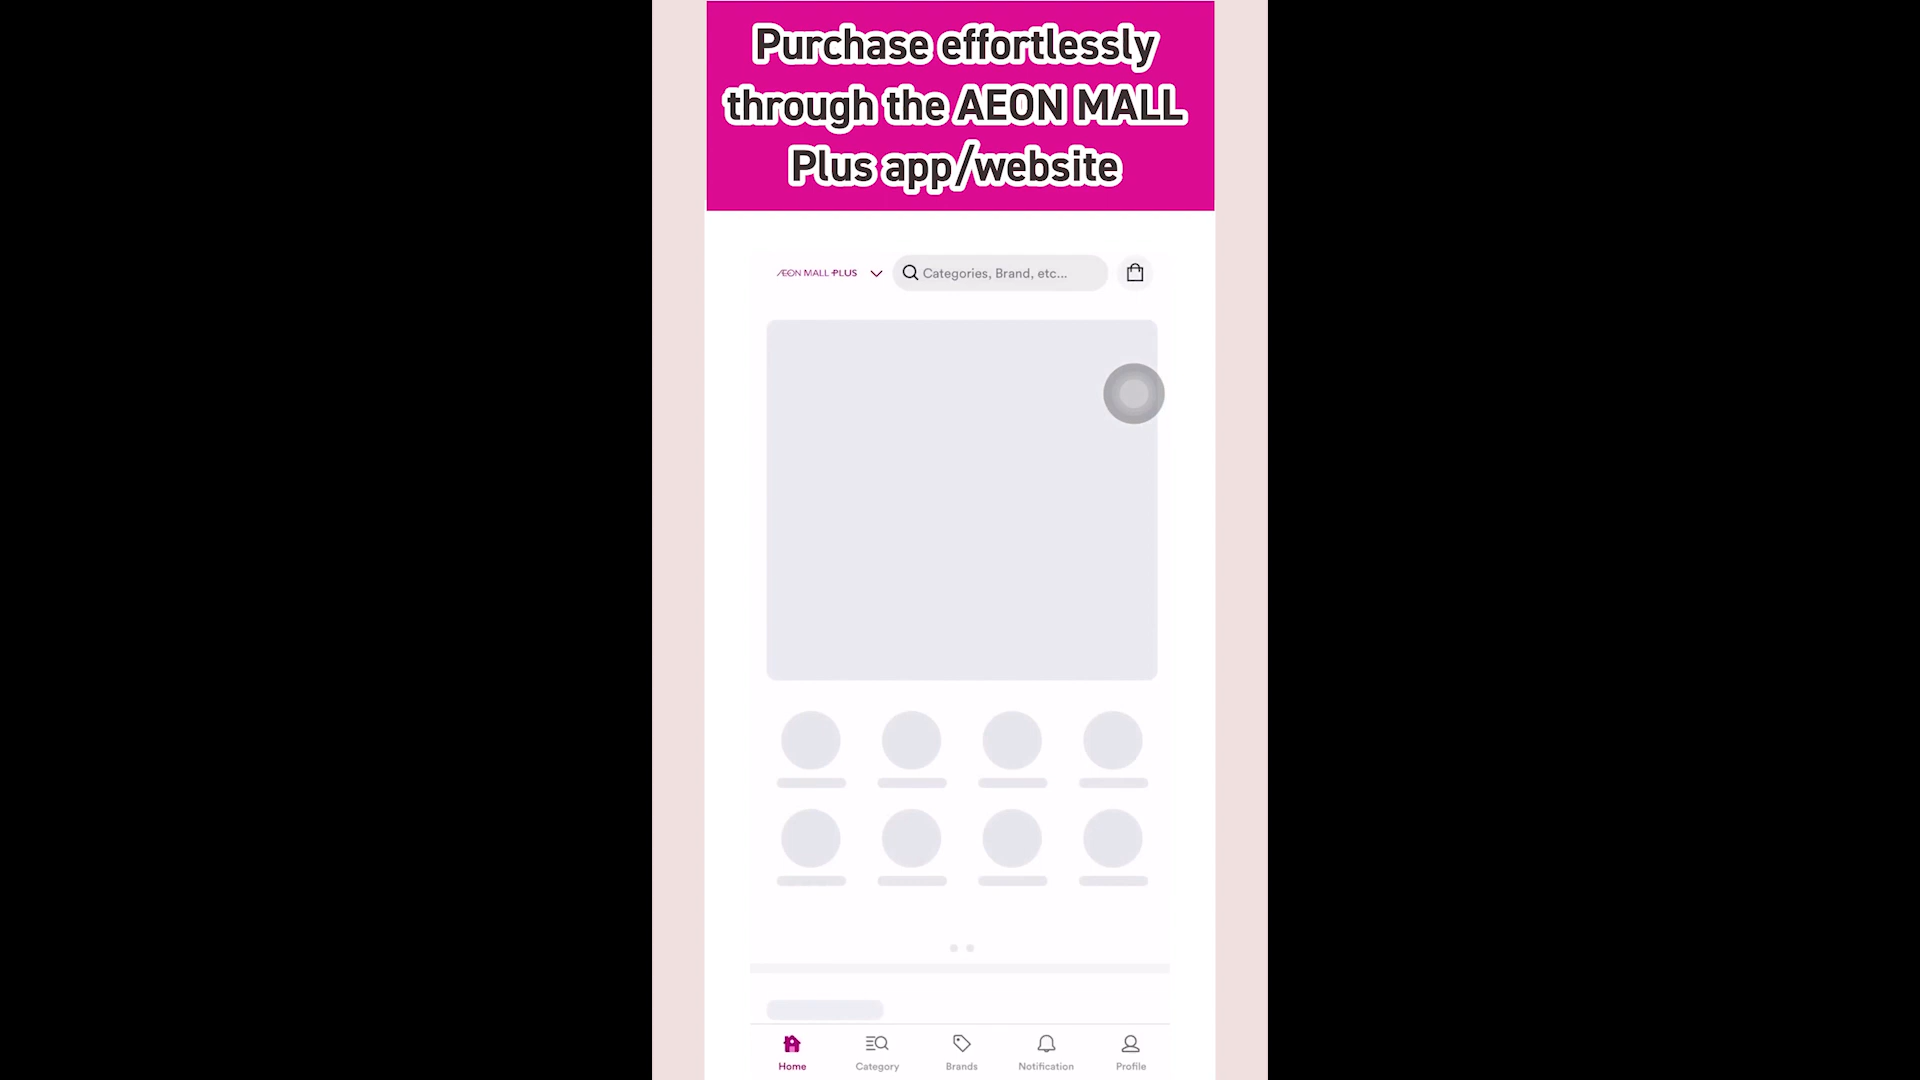 Purchase effortlessly
through the AEON MALL
Plus app/website
ÆON MALL PLUS
Categories, Brand, etc...
Home
Category
Brands
Notification
Profile